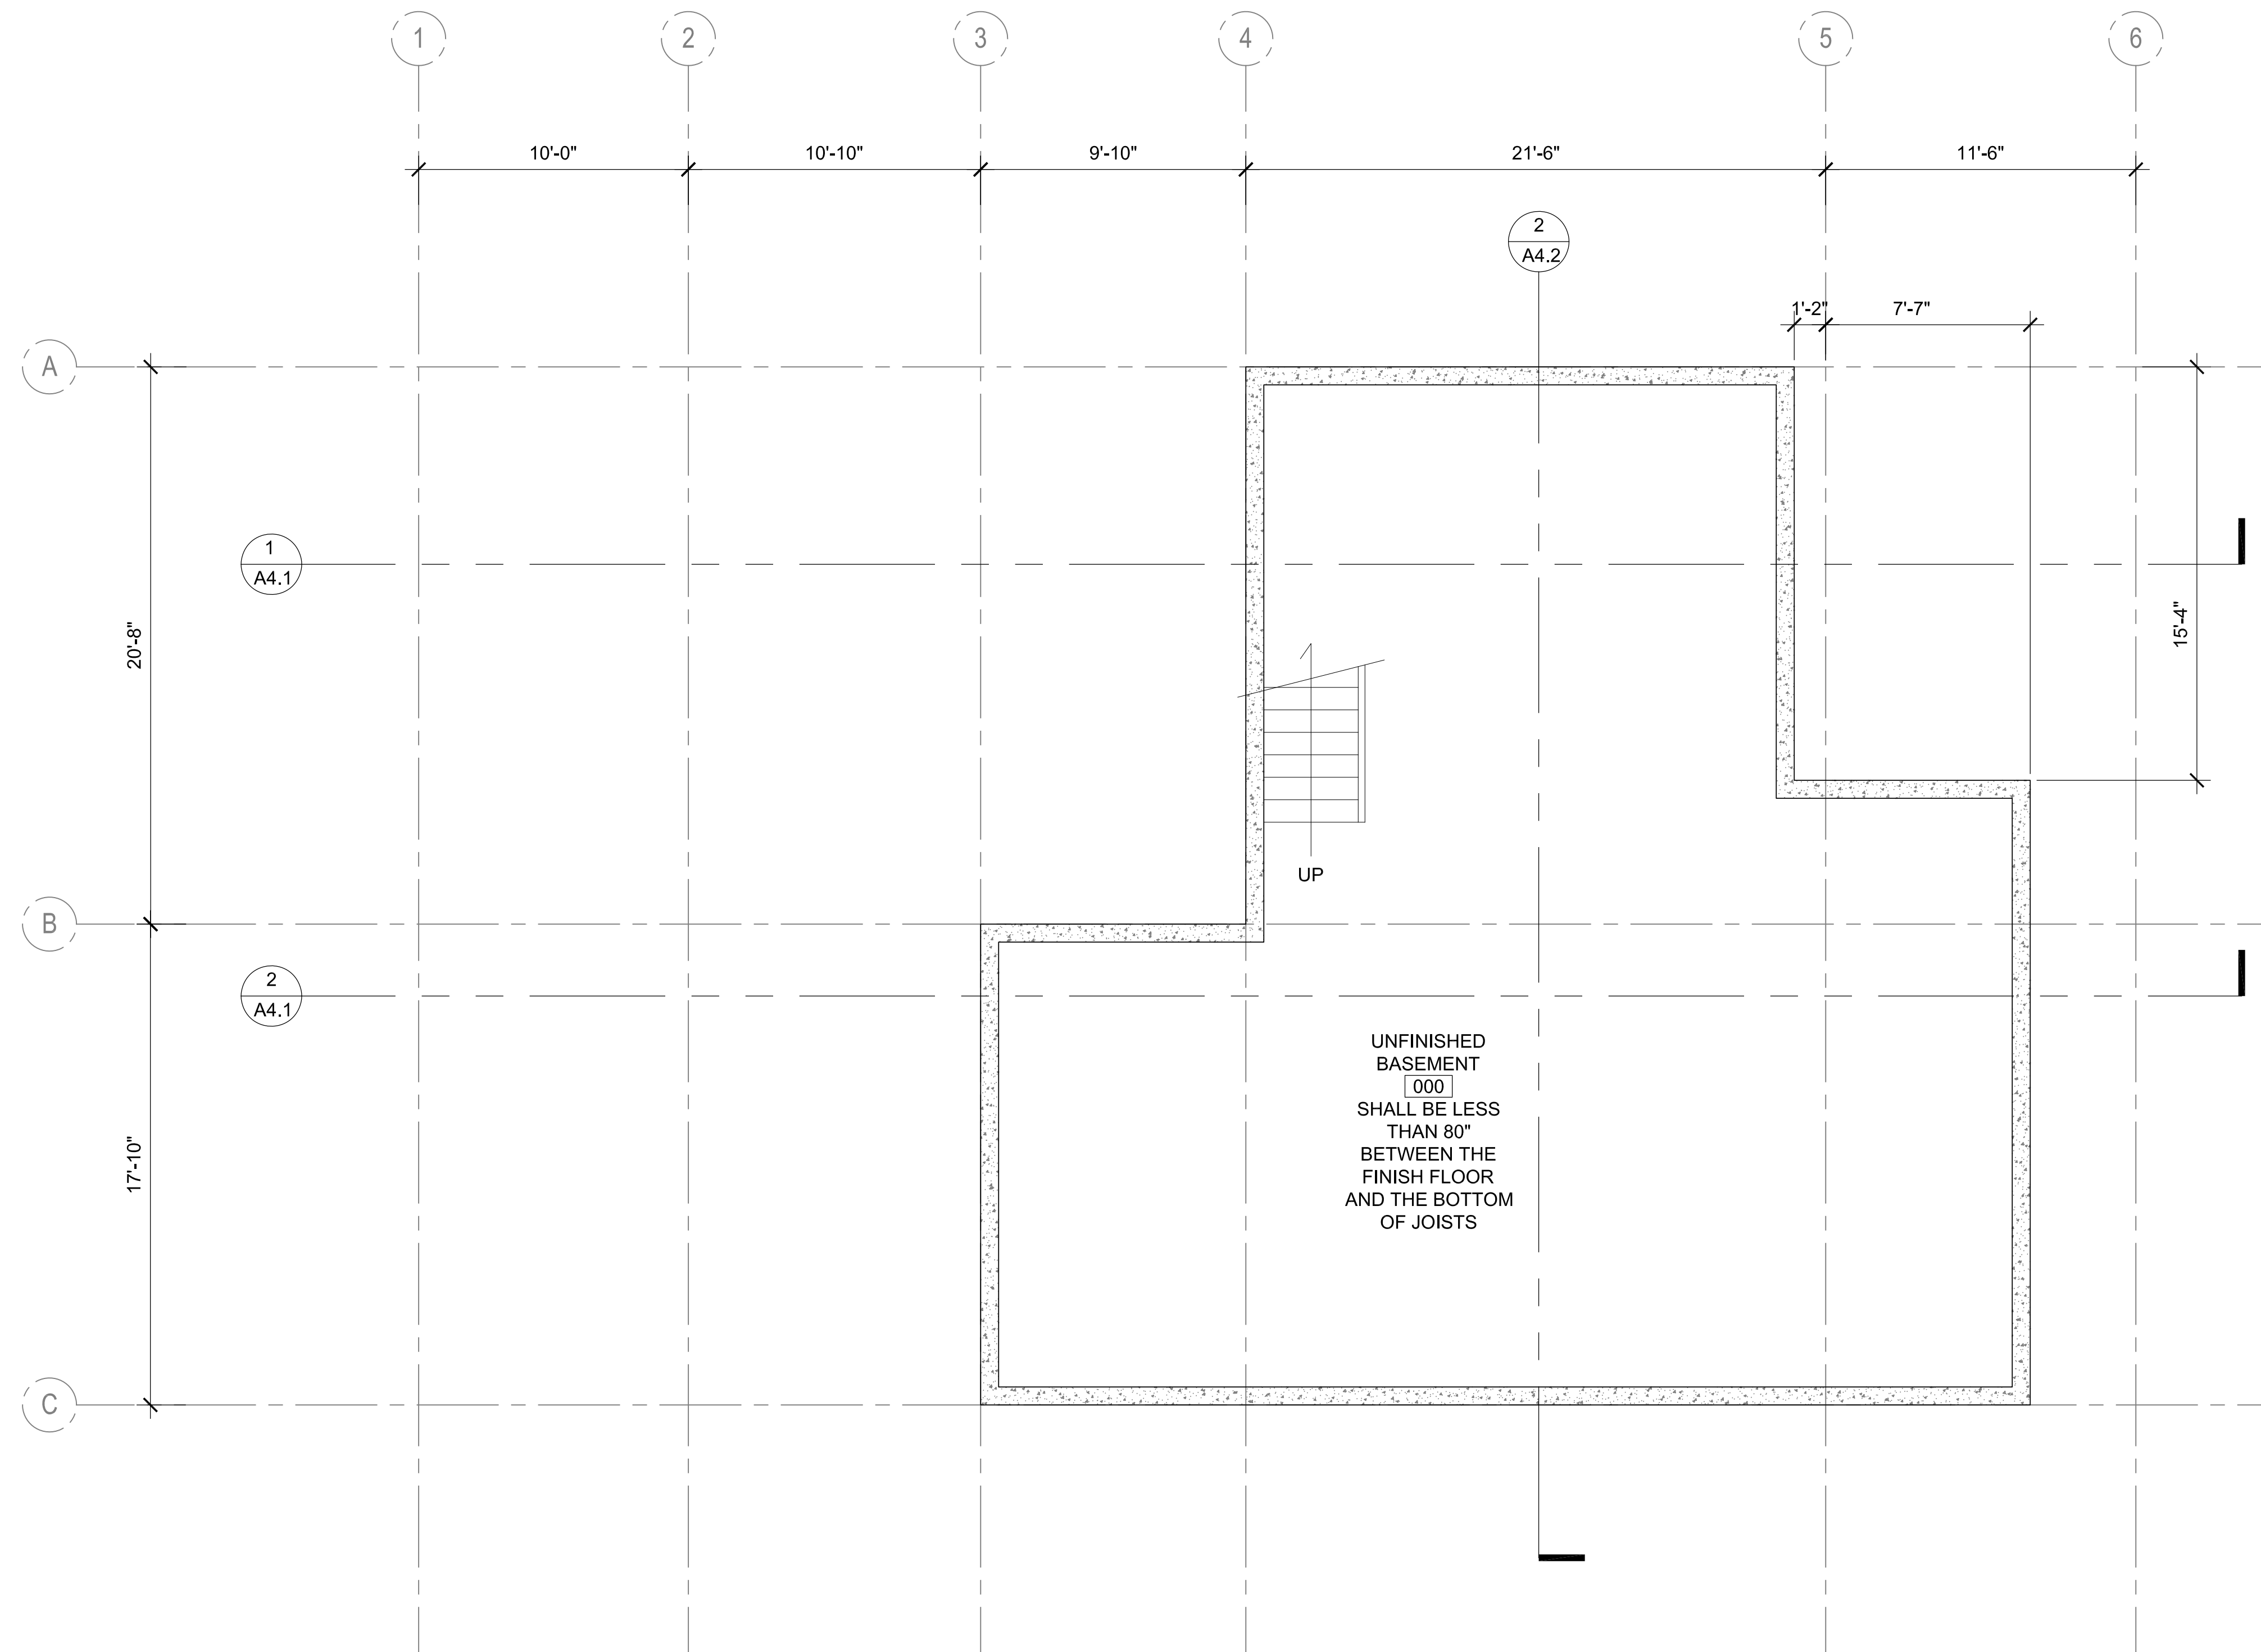 1
2
3
4
5
6
10'-0"
10'-10"
9'-10"
21'-6"
11'-6"
2
A4.2
1'-2"
7'-7"
A
1
A4.1
20'-8"
15'-4"
UP
B
2
A4.1
UNFINISHED
BASEMENT
000
SHALL BE LESS
THAN 80"
BETWEEN THE
FINISH FLOOR
AND THE BOTTOM
OF JOISTS
17'-10"
C